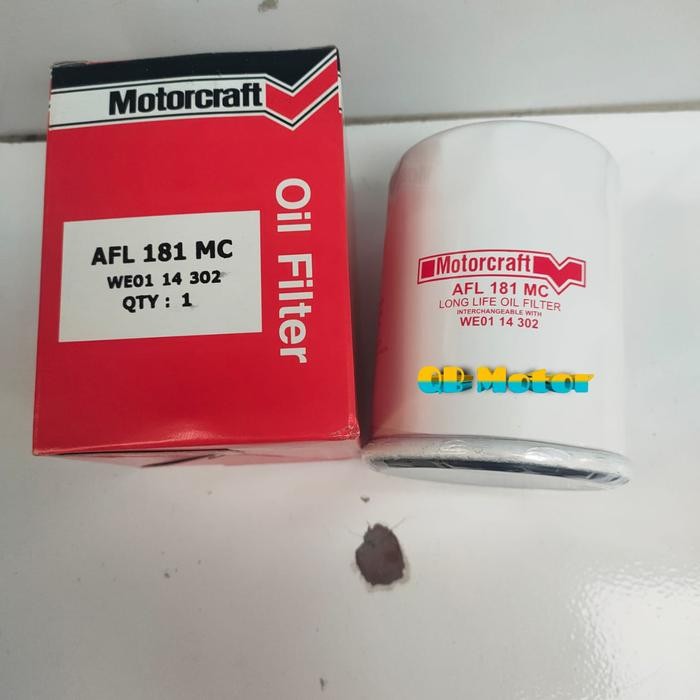 Motorcraft
Oil Filter
AFL 181 MC
WE01 14 302
QTY : 1
Motorcraft
AFL 181 MC
LONG LIFE OIL FILTER
INTERCHANGEABLE WITH
WE01 14 302
QB Motor